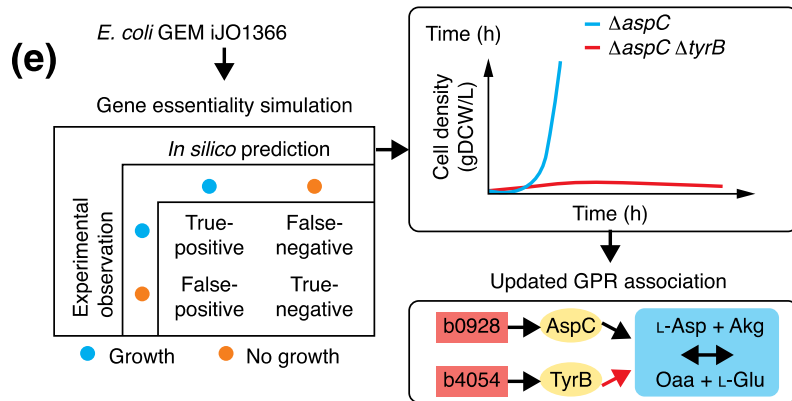 (e)
E. coli GEM iJO1366
Gene essentiality simulation
In silico prediction
Experimental
observation
True-
positive
False-
negative
False-
positive
True-
negative
Growth
No growth
Time (h)
ΔaspC
ΔaspC ΔtyrB
Cell density
(gDCW/L)
Time (h)
Updated GPR association
b0928
AspC
b4054
TyrB
L-Asp + Akg
Oaa + L-Glu